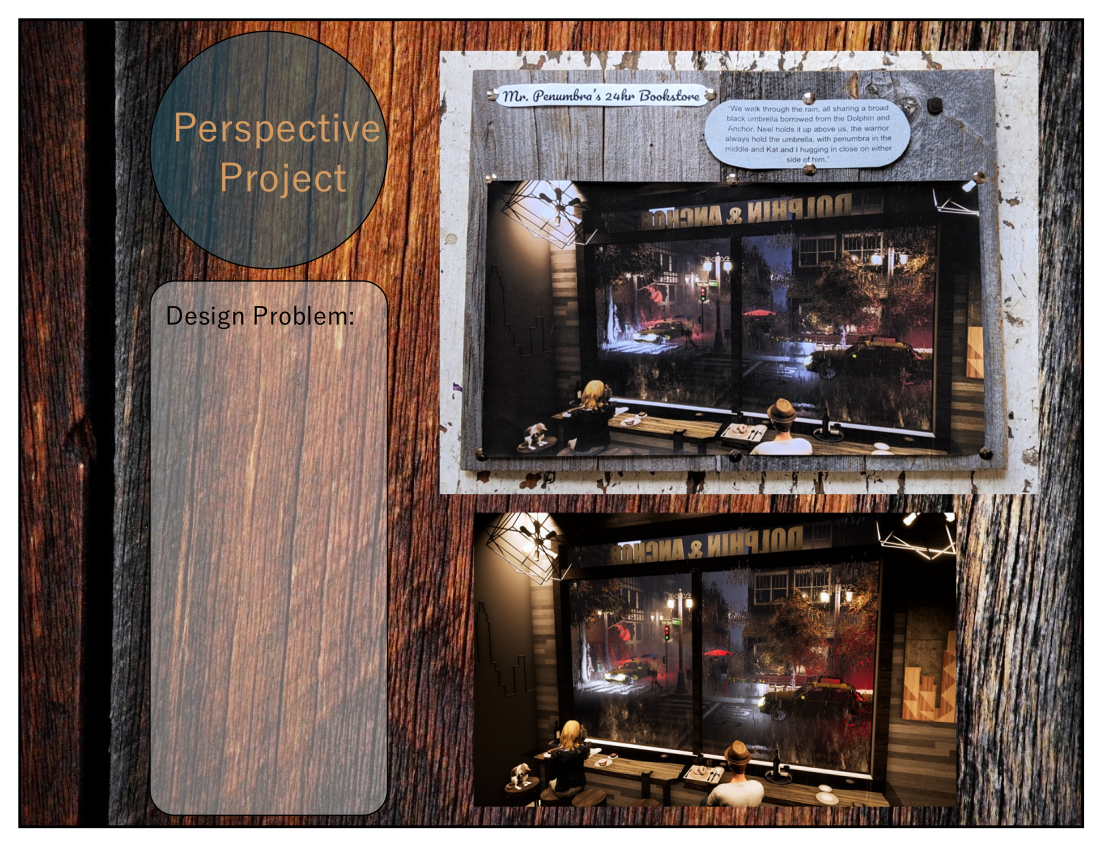 Perspective
Project
Design Problem:
Mr. Penumbra's 24hr Bookstore
"We walk through the rain, all sharing a broad
black umbrella borrowed from the Dolphin and
Anchor. Neel holds it up above us, the warrior
always hold the umbrella, with penumbra in the
middle and Kat and I hugging in close on either
side of him."
DOLPHIN & ANCHOR
DOLPHIN & ANCHOR